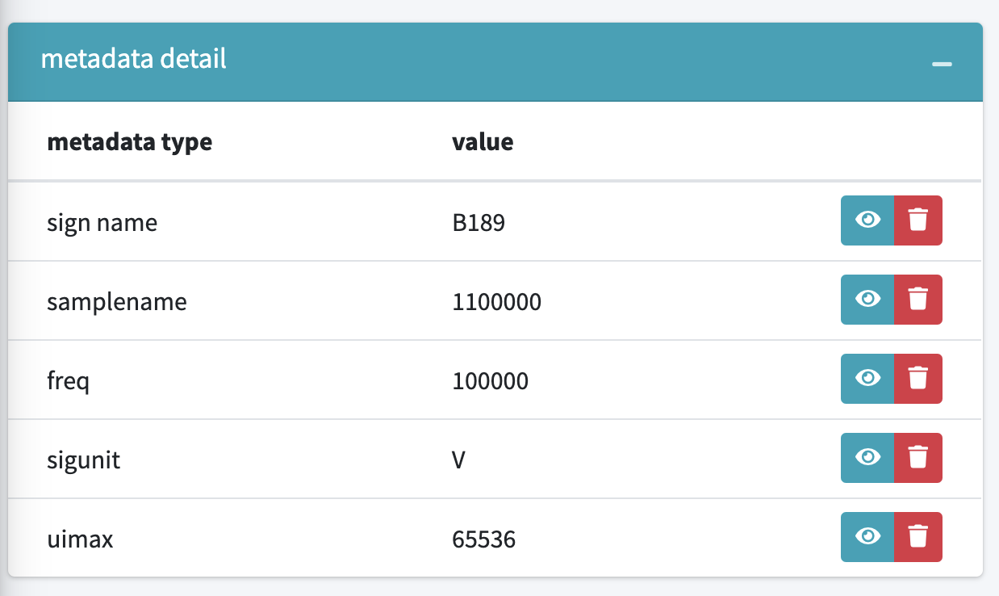 metadata detail
metadata type value
sign name B189
samplename 1100000
freq 100000
sigunit V
uimax 65536